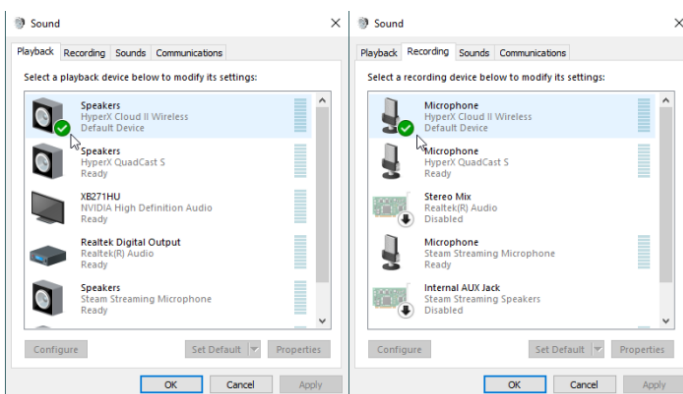 Sound
Playback Recording Sounds Communications
Select a playback device below to modify its settings:
Speakers
HyperX Cloud II Wireless
Default Device
Speakers
HyperX QuadCast S
Ready
XB271HU
NVIDIA High Definition Audio
Ready
Realtek Digital Output
Realtek(R) Audio
Ready
Speakers
Steam Streaming Microphone
Ready
Configure Set Default Properties
OK Cancel Apply
Sound
Playback Recording Sounds Communications
Select a recording device below to modify its settings:
Microphone
HyperX Cloud II Wireless
Default Device
Microphone
HyperX QuadCast S
Ready
Stereo Mix
Realtek(R) Audio
Disabled
Microphone
Steam Streaming Microphone
Ready
Internal AUX Jack
Steam Streaming Speakers
Disabled
Configure Set Default Properties
OK Cancel Apply